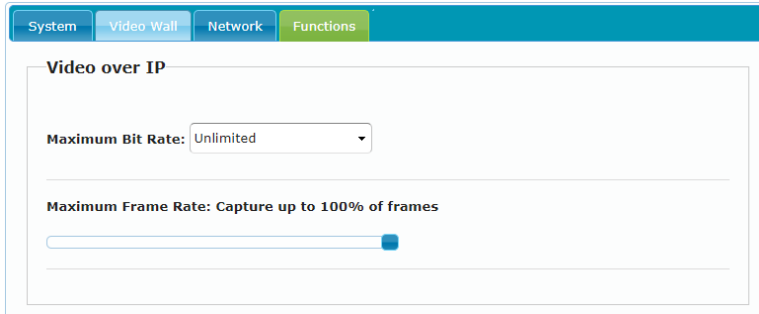 System Video Wall Network Functions
Video over IP
Maximum Bit Rate: Unlimited
Maximum Frame Rate: Capture up to 100% of frames